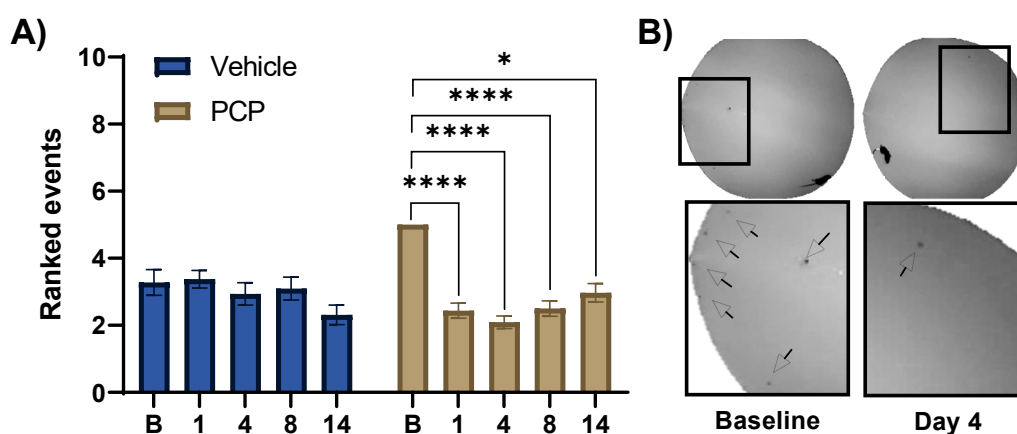 A)
Ranked events
10
8
6
4
2
0
Vehicle
PCP
*
****
****
****
B 1 4 8 14
B 1 4 8 14
B)
Baseline
Day 4